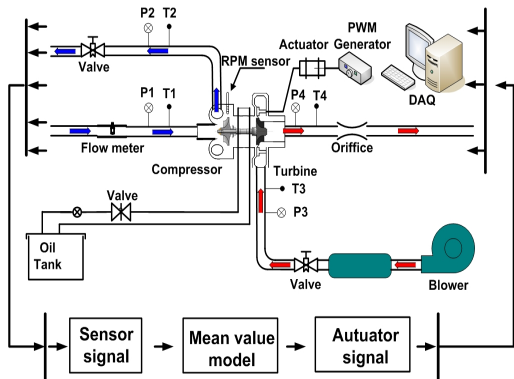 P2 T2
PWM
Generator
Actuator
RPM sensor
Valve
DAQ
P1 T1
P4 T4
Flow meter
Oriffice
Compressor
Turbine
T3
Valve
P3
Oil
Tank
Valve
Blower
Sensor
signal
Mean value
model
Autuator
signal